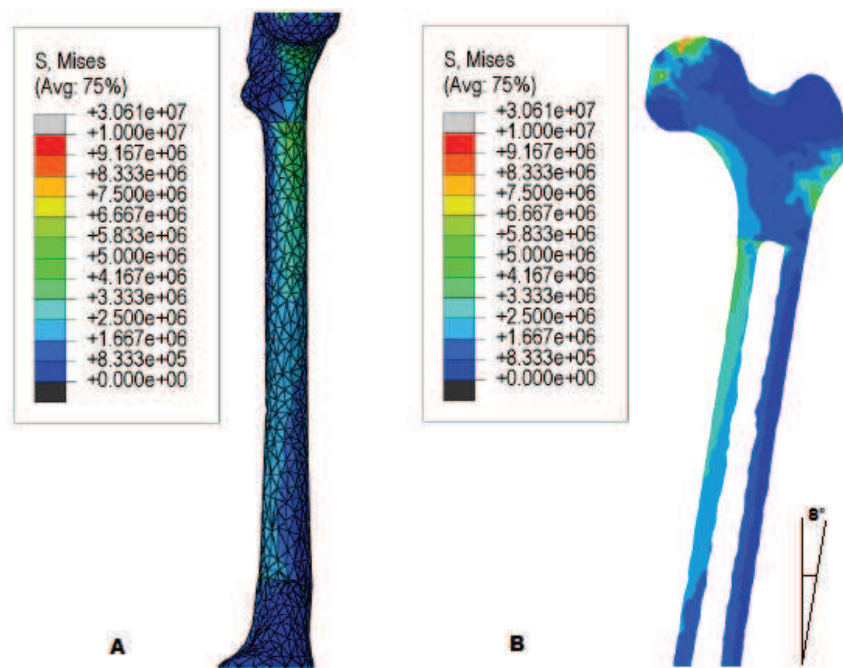 S, Mises
(Avg: 75%)
+3.061e+07
+1.000e+07
+9.167e+06
+8.333e+06
+7.500e+06
+6.667e+06
+5.833e+06
+5.000e+06
+4.167e+06
+3.333e+06
+2.500e+06
+1.667e+06
+8.333e+05
+0.000e+00
A
S, Mises
(Avg: 75%)
+3.061e+07
+1.000e+07
+9.167e+06
+8.333e+06
+7.500e+06
+6.667e+06
+5.833e+06
+5.000e+06
+4.167e+06
+3.333e+06
+2.500e+06
+1.667e+06
+8.333e+05
+0.000e+00
8°
B